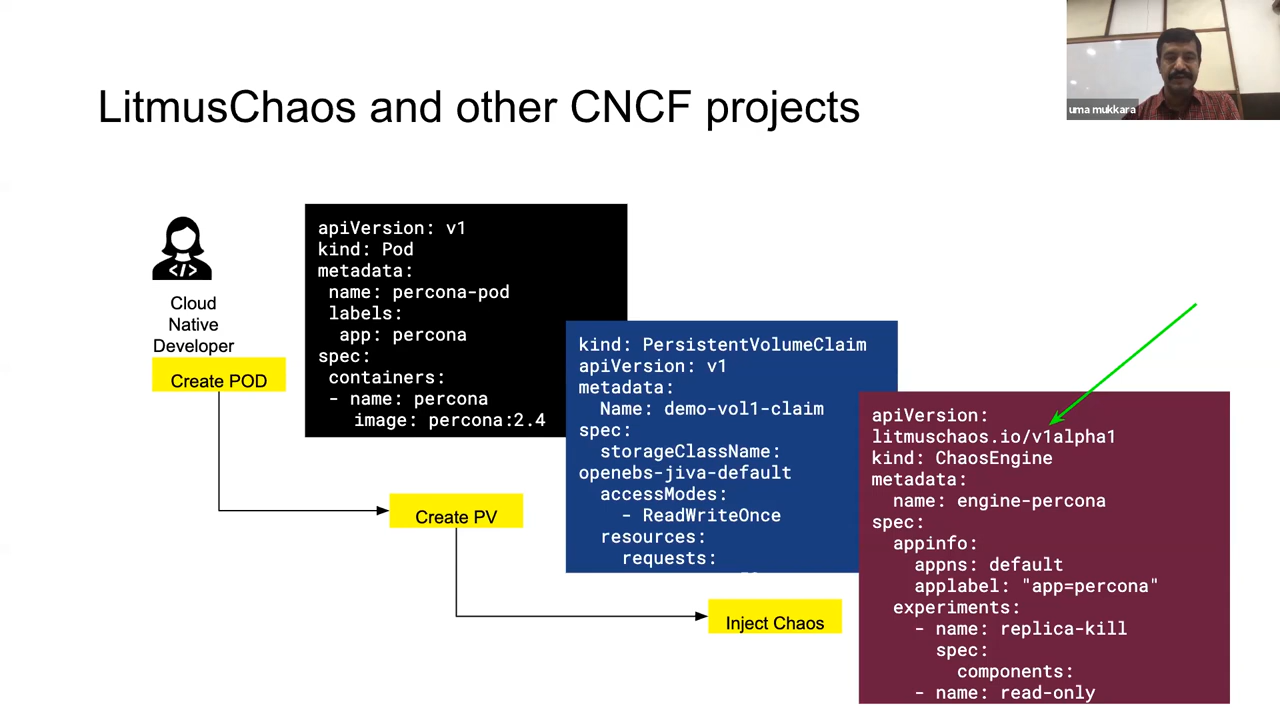 uma mukkara
LitmusChaos and other CNCF projects
Cloud
Native
Developer
Create POD
apiVersion: v1
kind: Pod
metadata:
name: percona-pod
labels:
app: percona
spec:
containers:
- name: percona
image: percona:2.4
Create PV
kind: PersistentVolumeClaim
apiVersion: v1
metadata:
Name: demo-vol1-claim
spec:
storageClassName:
openebs-jiva-default
accessModes:
- ReadWriteOnce
resources:
requests:
Inject Chaos
apiVersion:
litmuschaos.io/v1alpha1
kind: ChaosEngine
metadata:
name: engine-percona
spec:
appinfo:
appns: default
applabel: "app=percona"
experiments:
- name: replica-kill
spec:
components:
- name: read-only